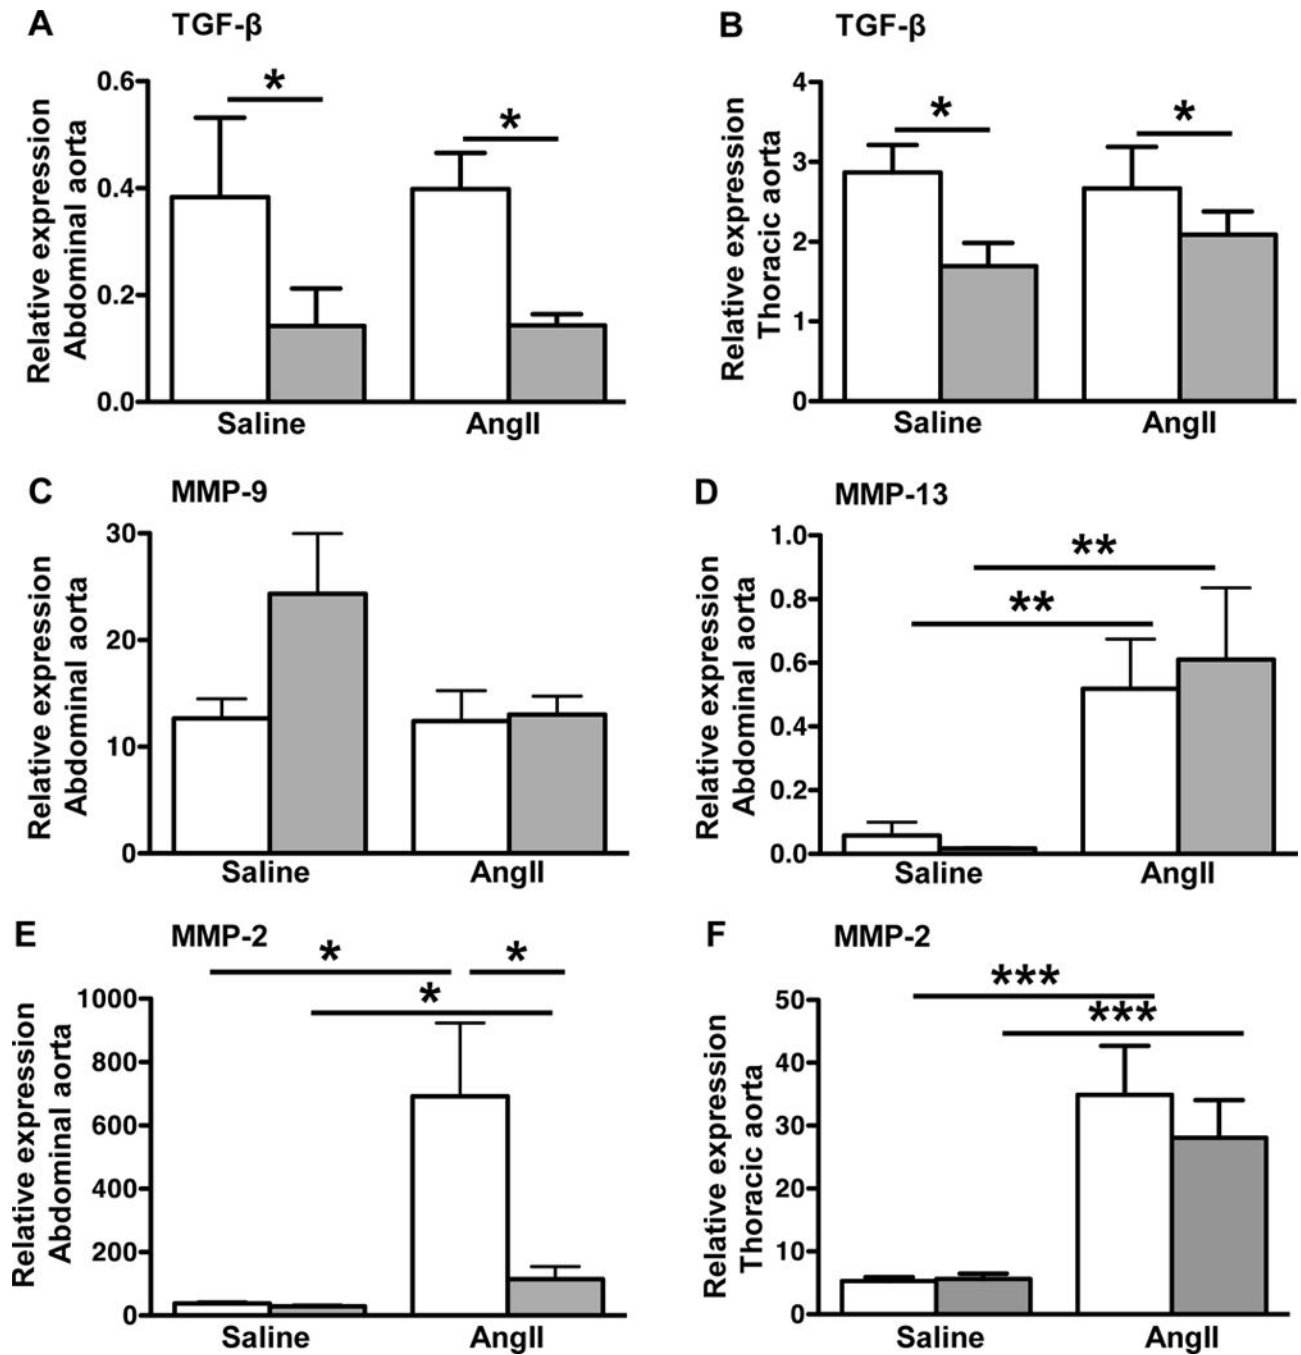 A TGF-β
Relative expression
Abdominal aorta
0.6
0.4
0.2
0.0
*
*
Saline AngII
B TGF-β
Relative expression
Thoracic aorta
4
3
2
1
0
*
*
Saline AngII
C MMP-9
Relative expression
Abdominal aorta
30
20
10
0
Saline AngII
D MMP-13
Relative expression
Abdominal aorta
1.0
0.8
0.6
0.4
0.2
0.0
**
**
Saline AngII
E MMP-2
Relative expression
Abdominal aorta
1000
800
600
400
200
0
* *
*
Saline AngII
F MMP-2
Relative expression
Thoracic aorta
50
40
30
20
10
0
***
***
Saline AngII